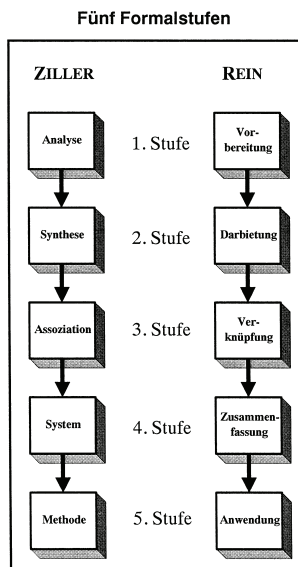 Fünf Formalstufen
ZILLER REIN
Analyse 1. Stufe Vor-
bereitung
Synthese 2. Stufe Darbietung
Assoziation 3. Stufe Ver-
knüpfung
System 4. Stufe Zusammen-
fassung
Methode 5. Stufe Anwendung